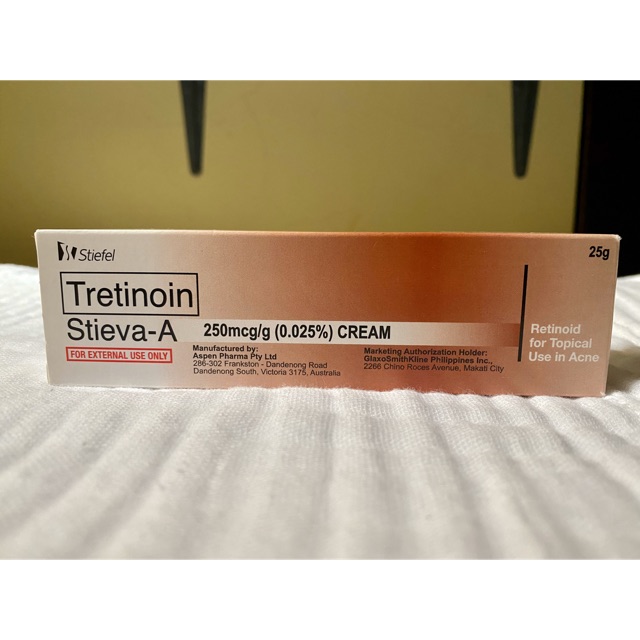 Stiefel
25g
Tretinoin
Stieva-A
250mcg/g (0.025%) CREAM
FOR EXTERNAL USE ONLY
Manufactured by:
Aspen Pharma Pty Ltd
286-302 Frankston - Dandenong Road
Dandenong South, Victoria 3175, Australia
Marketing Authorization Holder:
GlaxoSmithKline Philippines Inc.,
2266 Chino Roces Avenue, Makati City
Retinoid
for Topical
Use in Acne